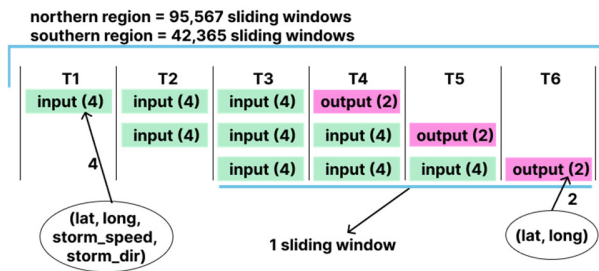 northern region = 95,567 sliding windows
southern region = 42,365 sliding windows
T1 T2 T3 T4 T5 T6
input (4) input (4) input (4) output (2)
input (4) input (4) input (4) output (2)
input (4) input (4) input (4) output (2)
4
2
(lat, long,
storm_speed,
storm_dir)
1 sliding window
(lat, long)